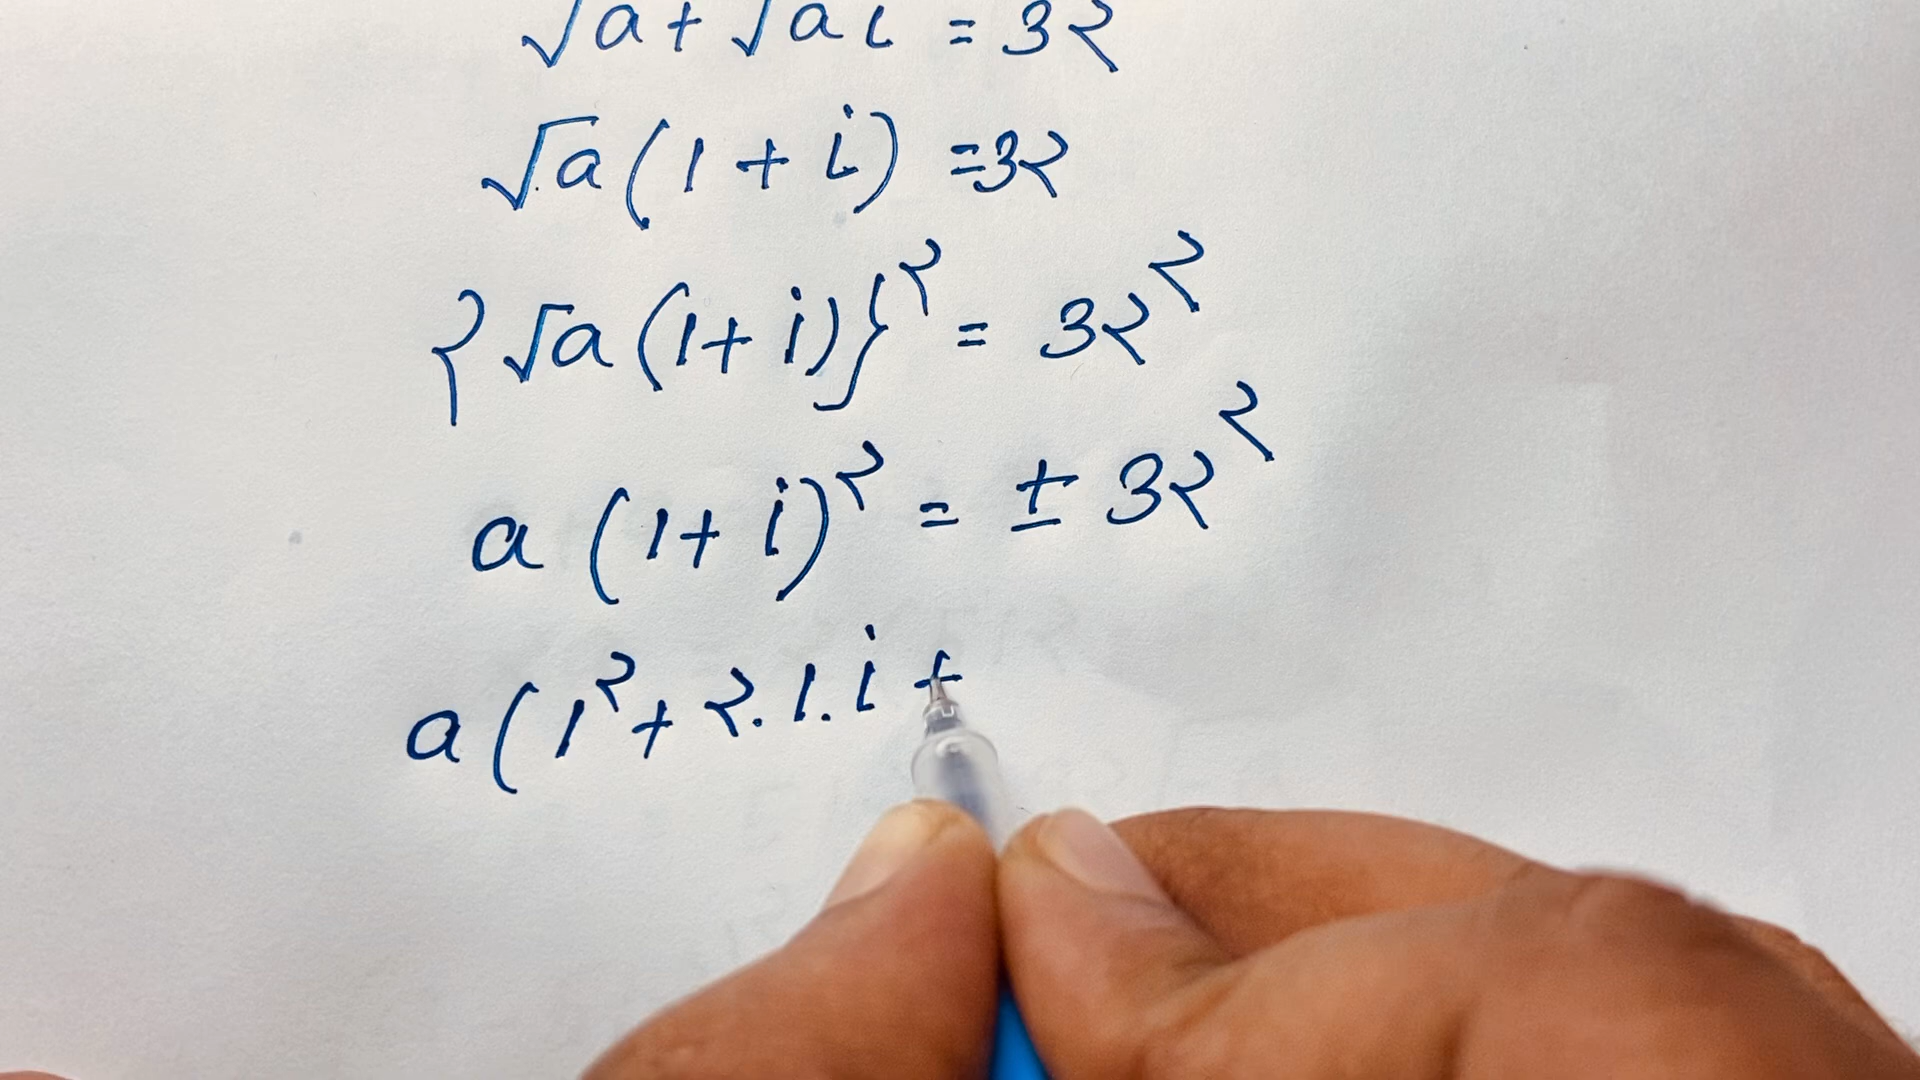 √a + √a i = 32
√a (1 + i) = 32
{√a (1 + i)}² = 32²
a (1 + i)² = ± 32²
a (1² + 2.1.i +